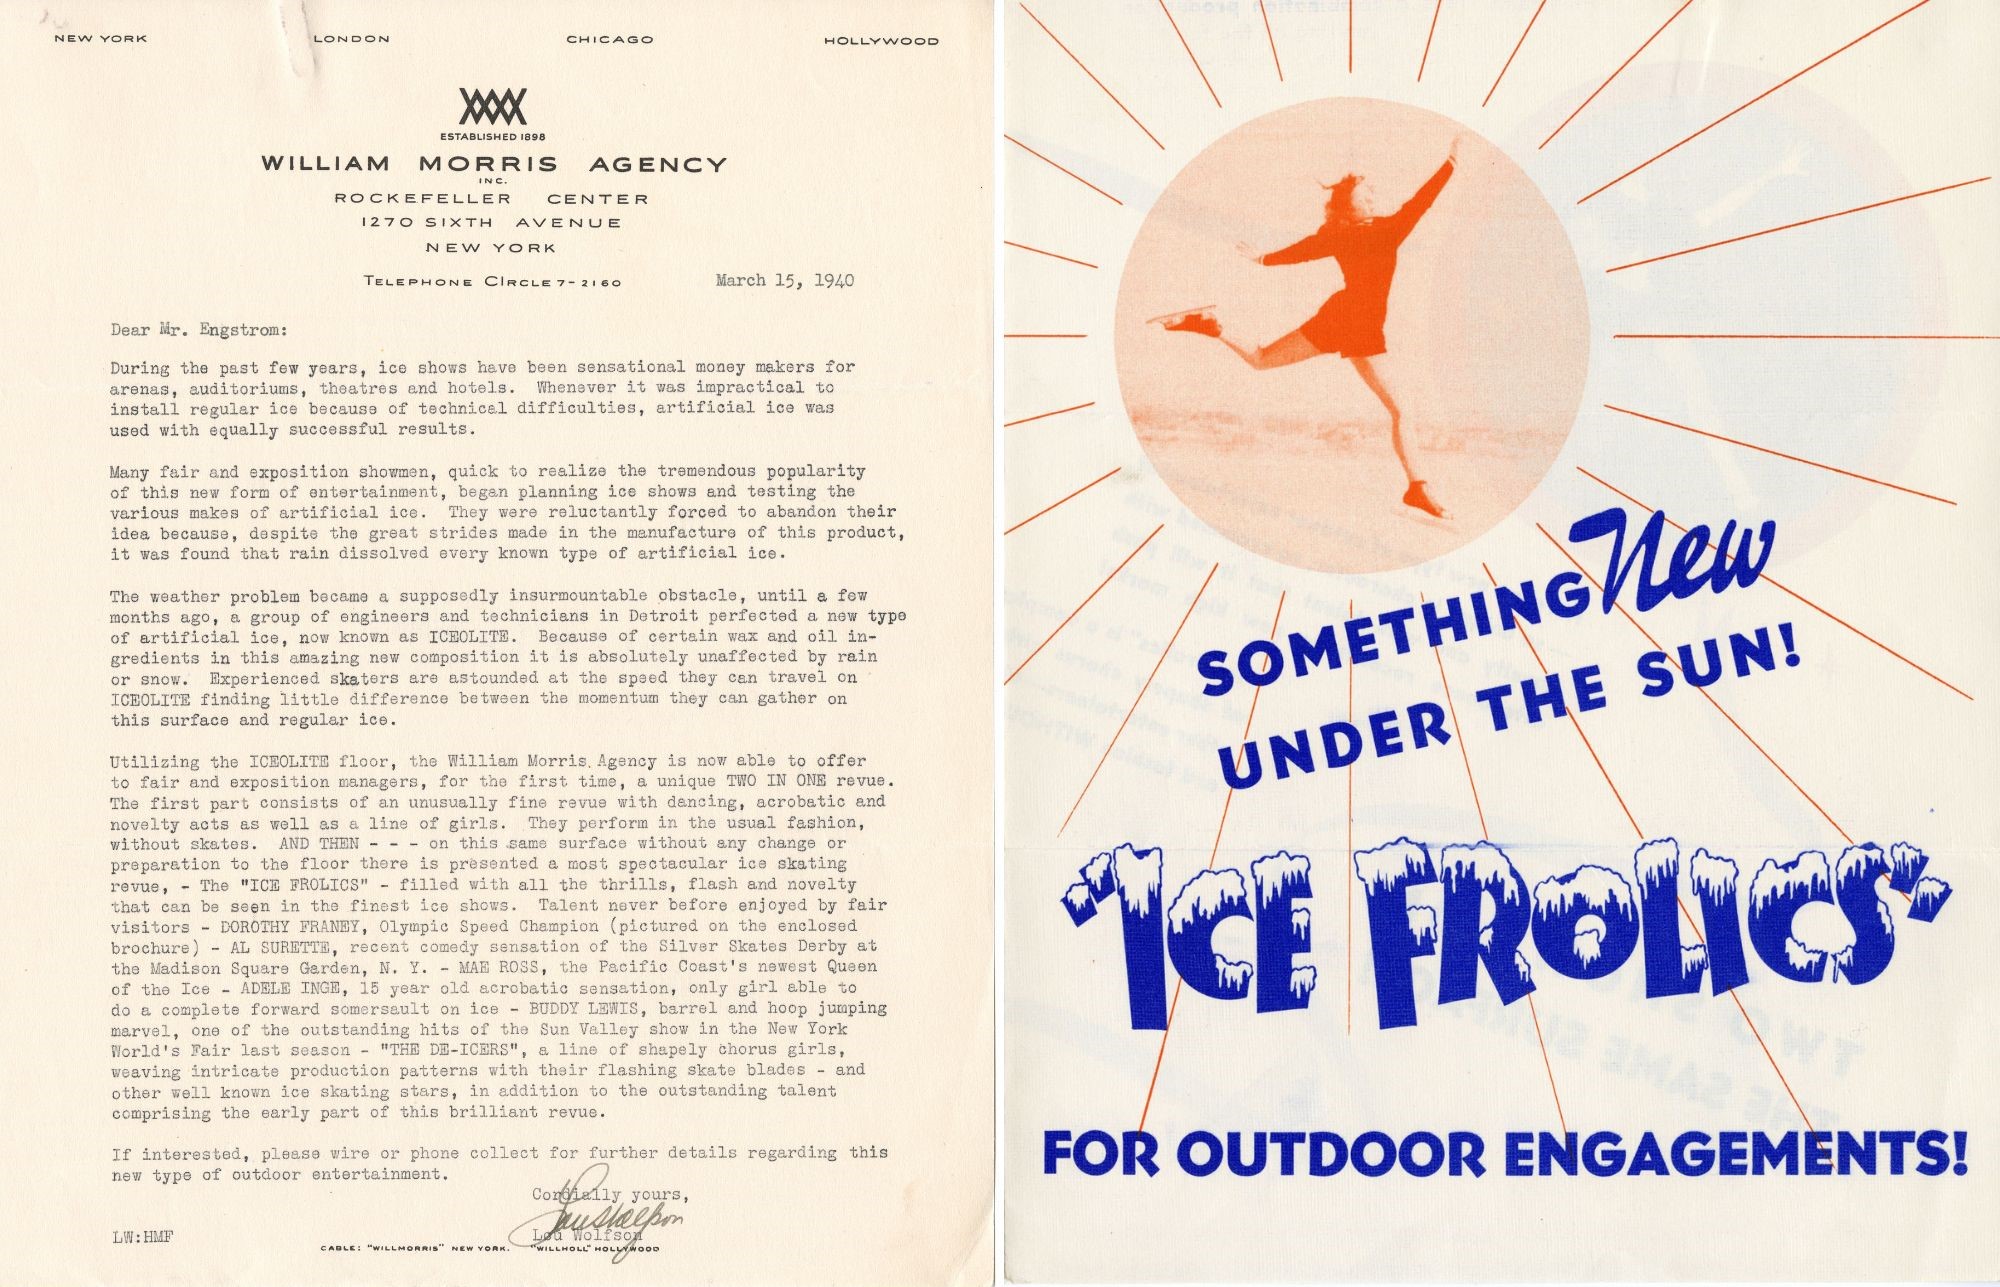 NEW YORK LONDON CHICAGO HOLLYWOOD
ESTABLISHED 1898
WILLIAM MORRIS AGENCY
INC.
ROCKEFELLER CENTER
1270 SIXTH AVENUE
NEW YORK
TELEPHONE CIRCLE 7-2160
March 15, 1940
Dear Mr. Engstrom:
During the past few years, ice shows have been sensational money makers for
arenas, auditoriums, theatres and hotels. Whenever it was impractical to
install regular ice because of technical difficulties, artificial ice was
used with equally successful results.
Many fair and exposition showmen, quick to realize the tremendous popularity
of this new form of entertainment, began planning ice shows and testing the
various makes of artificial ice. They were reluctantly forced to abandon their
idea because, despite the great strides made in the manufacture of this product,
it was found that rain dissolved every known type of artificial ice.
The weather problem became a supposedly insurmountable obstacle, until a few
months ago, a group of engineers and technicians in Detroit perfected a new type
of artificial ice, now known as ICEOLITE. Because of certain wax and oil in-
gredients in this amazing new composition it is absolutely unaffected by rain
or snow. Experienced skaters are astounded at the speed they can travel on
ICEOLITE finding little difference between the momentum they can gather on
this surface and regular ice.
Utilizing the ICEOLITE floor, the William Morris Agency is now able to offer
to fair and exposition managers, for the first time, a unique TWO IN ONE revue.
The first part consists of an unusually fine revue with dancing, acrobatic and
novelty acts as well as a line of girls. They perform in the usual fashion,
without skates. AND THEN - - - on this same surface without any change or
preparation to the floor there is presented a most spectacular ice skating
revue, - The "ICE FROLICS" - filled with all the thrills, flash and novelty
that can be seen in the finest ice shows. Talent never before enjoyed by fair
visitors - DOROTHY FRANEY, Olympic Speed Champion (pictured on the enclosed
brochure) - AL SURETTE, recent comedy sensation of the Silver Skates Derby at
the Madison Square Garden, N. Y. - MAE ROSS, the Pacific Coast's newest Queen
of the Ice - ADELE INGE, 15 year old acrobatic sensation, only girl able to
do a complete forward somersault on ice - BUDDY LEWIS, barrel and hoop jumping
marvel, one of the outstanding hits of the Sun Valley show in the New York
World's Fair last season - "THE DE-ICERS", a line of shapely chorus girls,
weaving intricate production patterns with their flashing skate blades - and
other well known ice skating stars, in addition to the outstanding talent
comprising the early part of this brilliant revue.
If interested, please wire or phone collect for further details regarding this
new type of outdoor entertainment.
Cordially yours,
Lou Wolfson
Lou Wolfson
LW:HMF
CABLE: "WILLMORRIS" NEW YORK. "WILLHOLL" HOLLYWOOD
SOMETHING New
UNDER THE SUN!
"ICE FROLICS"
FOR OUTDOOR ENGAGEMENTS!